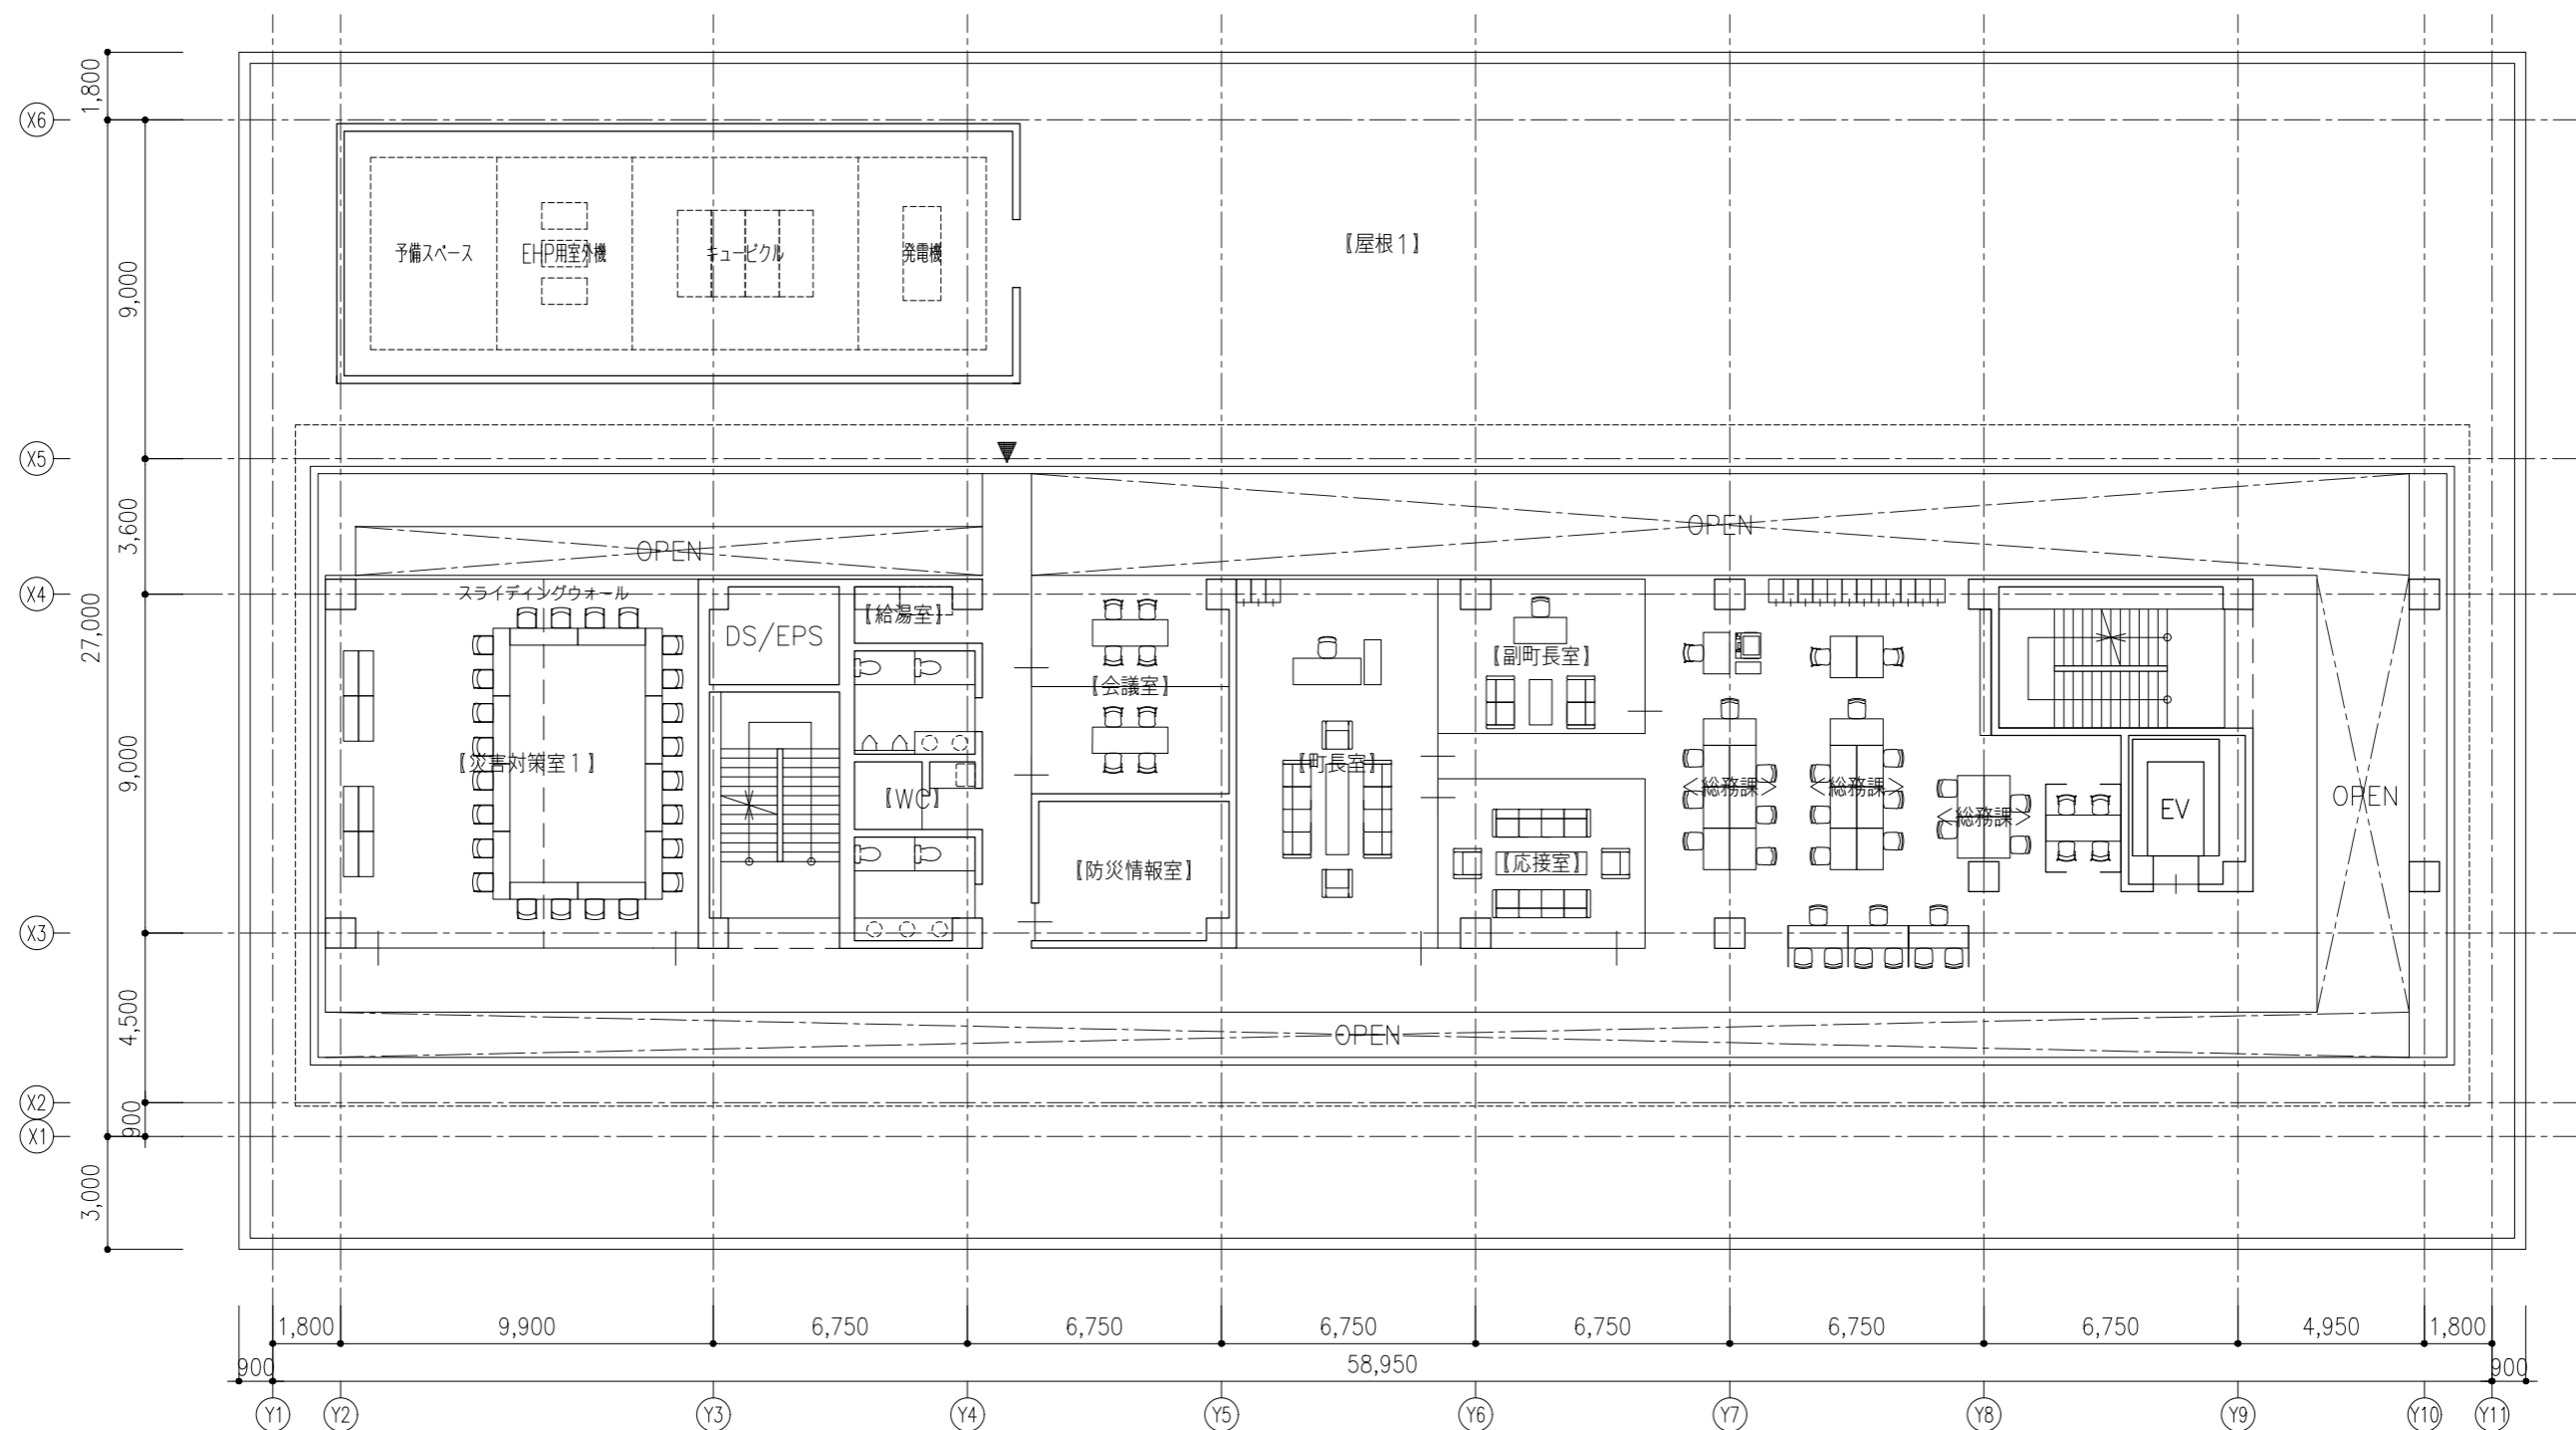 1,800
X6
9,000
予備スペース
EHP用室外機
キュービクル
発電機
【屋根1】
X5
3,600
OPEN
OPEN
X4
スライディングウォール
【給湯室】
DS/EPS
27,000
【副町長室】
【会議室】
9,000
【災害対策室1】
【町長室】
<総務課>
<総務課>
【WC】
OPEN
EV
<総務課>
【応接室】
【防災情報室】
X3
4,500
OPEN
X2
900
X1
3,000
1,800
9,900
6,750
6,750
6,750
6,750
6,750
6,750
4,950
1,800
900
58,950
900
Y1
Y2
Y3
Y4
Y5
Y6
Y7
Y8
Y9
Y10
Y11